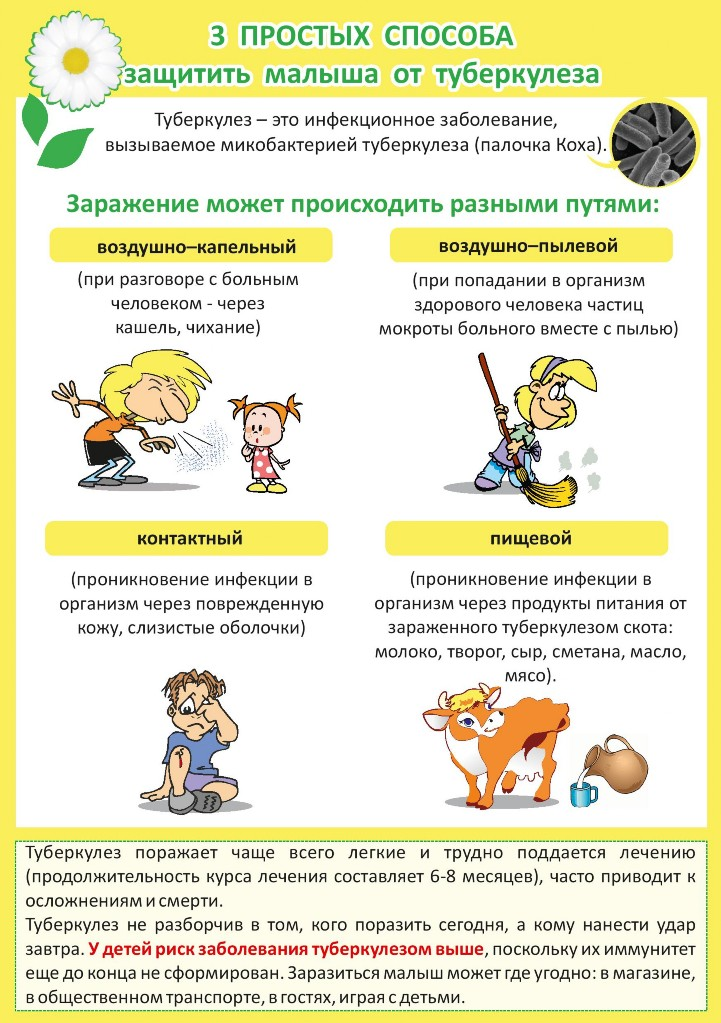 3 ПРОСТЫХ СПОСОБА
защитить малыша от туберкулеза
Туберкулез – это инфекционное заболевание,
вызываемое микобактерией туберкулеза (палочка Коха).
Заражение может происходить разными путями:
воздушно–капельный
(при разговоре с больным
человеком - через
кашель, чихание)
воздушно–пылевой
(при попадании в организм
здорового человека частиц
мокроты больного вместе с пылью)
контактный
(проникновение инфекции в
организм через поврежденную
кожу, слизистые оболочки)
пищевой
(проникновение инфекции в
организм через продукты питания от
зараженного туберкулезом скота:
молоко, творог, сыр, сметана, масло,
мясо).
Туберкулез поражает чаще всего легкие и трудно поддается лечению
(продолжительность курса лечения составляет 6-8 месяцев), часто приводит к
осложнениям и смерти.
Туберкулез не разборчив в том, кого поразить сегодня, а кому нанести удар
завтра. У детей риск заболевания туберкулезом выше, поскольку их иммунитет
еще до конца не сформирован. Заразиться малыш может где угодно: в магазине,
в общественном транспорте, в гостях, играя с детьми.